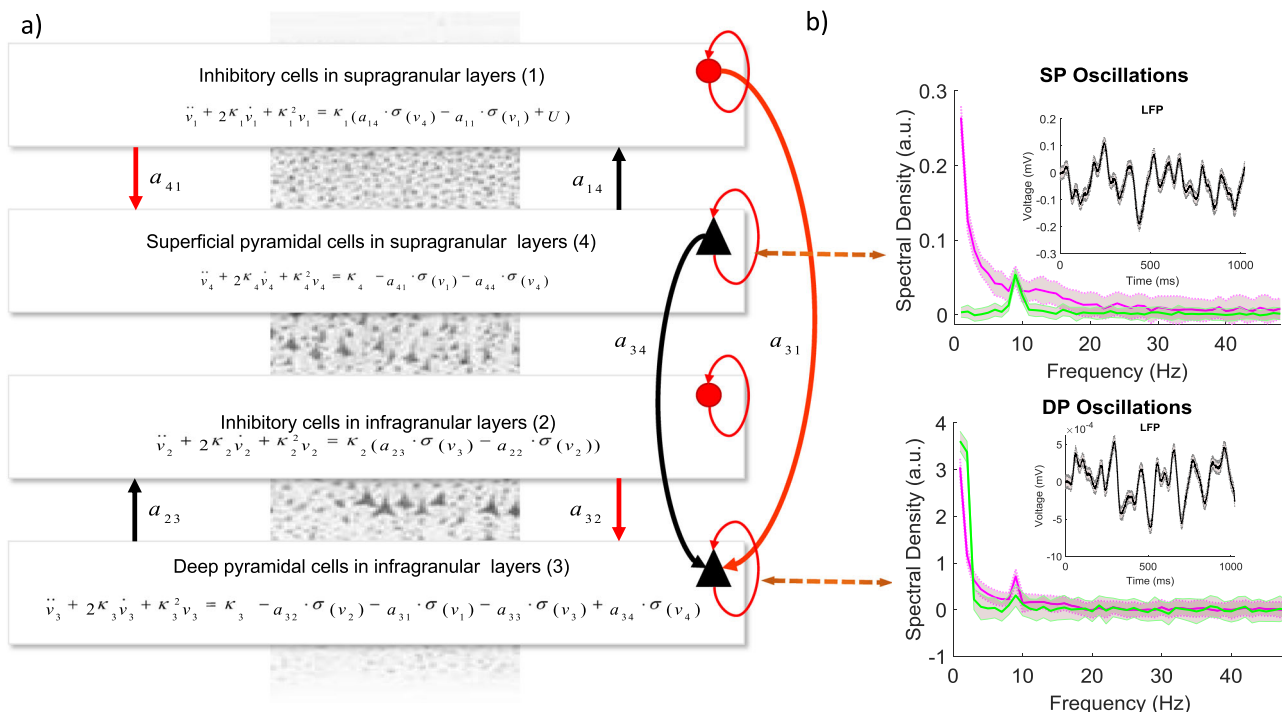 a)
Inhibitory cells in supragranular layers (1)
v̈₁ + 2κ₁v̇₁ + κ₁²v₁ = κ₁(a₁₄·σ(v₄) − a₁₁·σ(v₁) + U)
a₄₁
a₁₄
Superficial pyramidal cells in supragranular layers (4)
v̈₄ + 2κ₄v̇₄ + κ₄²v₄ = κ₄ −a₄₁·σ(v₁) − a₄₄·σ(v₄)
a₃₄
a₃₁
Inhibitory cells in infragranular layers (2)
v̈₂ + 2κ₂v̇₂ + κ₂²v₂ = κ₂(a₂₃·σ(v₃) − a₂₂·σ(v₂))
a₂₃
a₃₂
Deep pyramidal cells in infragranular layers (3)
v̈₃ + 2κ₃v̇₃ + κ₃²v₃ = κ₃ −a₃₂·σ(v₂) − a₃₁·σ(v₁) − a₃₃·σ(v₃) + a₃₄·σ(v₄)
b)
SP Oscillations
Spectral Density (a.u.)
0.3
0.2
0.1
0
0 10 20 30 40
Frequency (Hz)
LFP
Voltage (mV)
0.2
0.1
0
-0.1
-0.2
-0.3
0 500 1000
Time (ms)
DP Oscillations
Spectral Density (a.u.)
4
3
2
1
0
-1
0 10 20 30 40
Frequency (Hz)
×10⁻⁴
LFP
Voltage (mV)
5
0
-5
-10
0 500 1000
Time (ms)